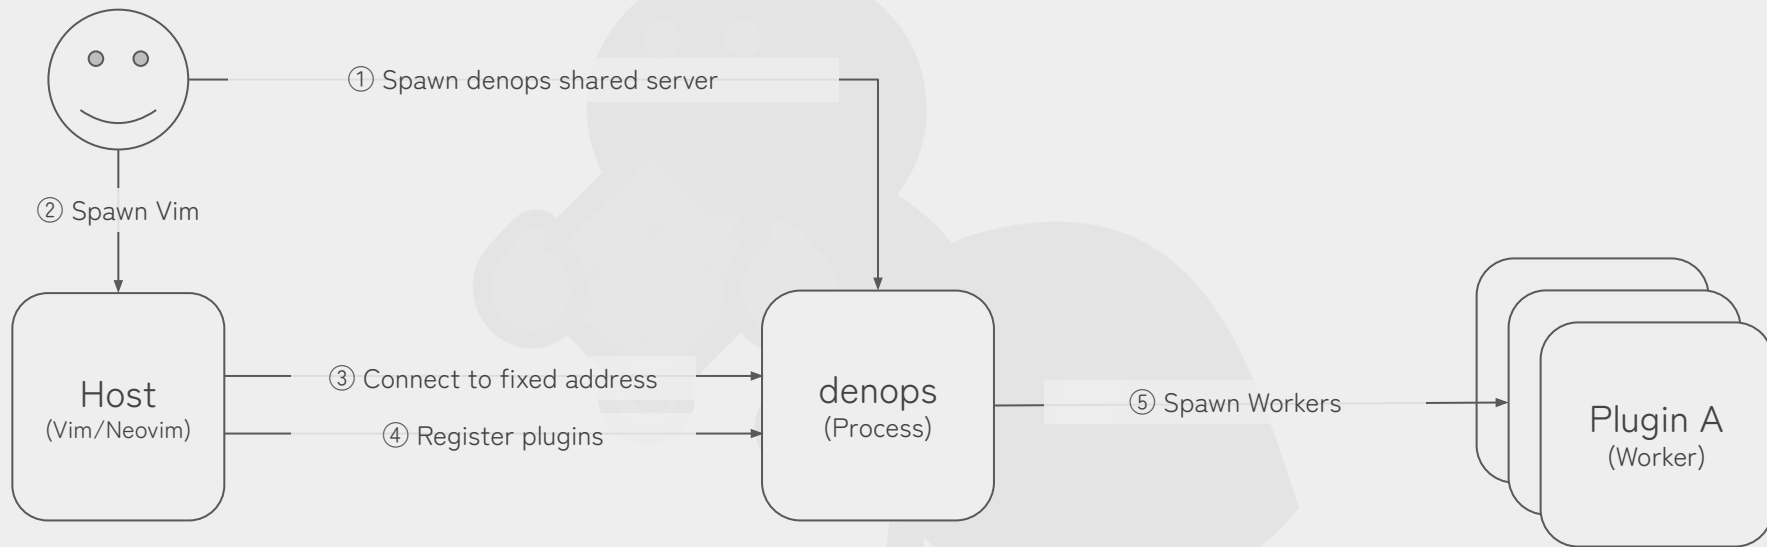 ① Spawn denops shared server
② Spawn Vim
Host
(Vim/Neovim)
③ Connect to fixed address
④ Register plugins
denops
(Process)
⑤ Spawn Workers
Plugin A
(Worker)